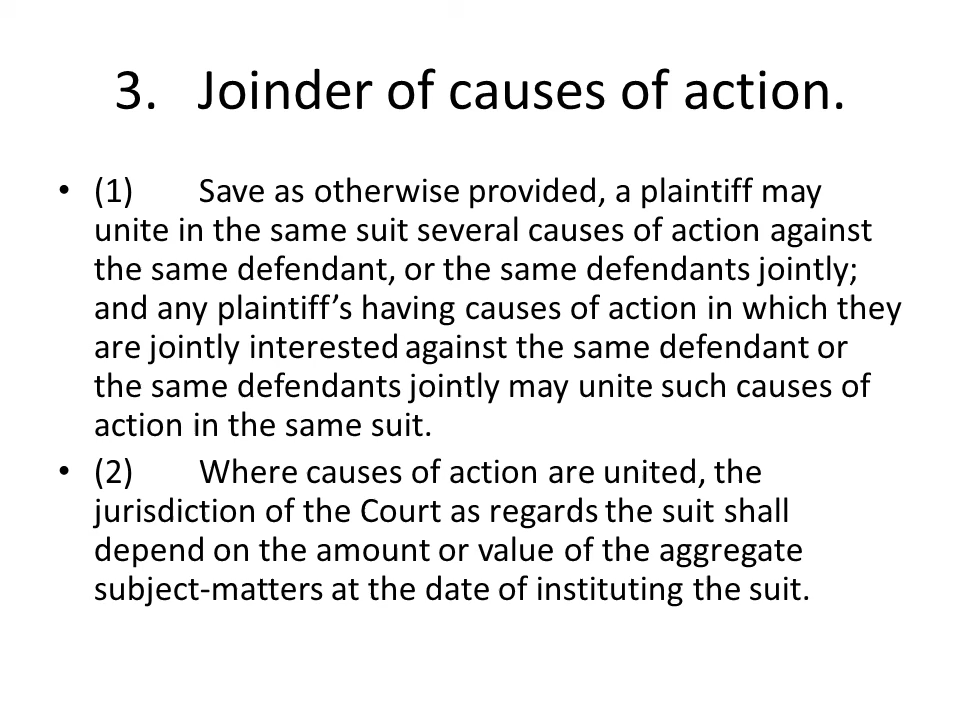 3. Joinder of causes of action.
• (1) Save as otherwise provided, a plaintiff may
unite in the same suit several causes of action against
the same defendant, or the same defendants jointly;
and any plaintiff’s having causes of action in which they
are jointly interested against the same defendant or
the same defendants jointly may unite such causes of
action in the same suit.
• (2) Where causes of action are united, the
jurisdiction of the Court as regards the suit shall
depend on the amount or value of the aggregate
subject-matters at the date of instituting the suit.